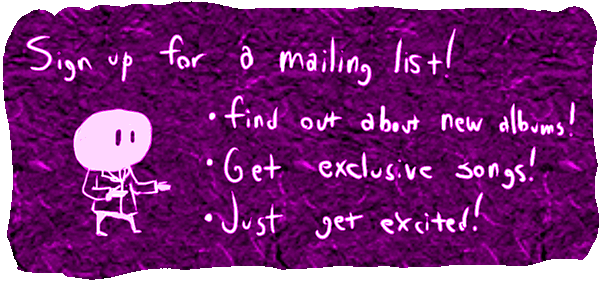 Sign up for a mailing list!
• find out about new albums!
• Get exclusive songs!
• Just get excited!